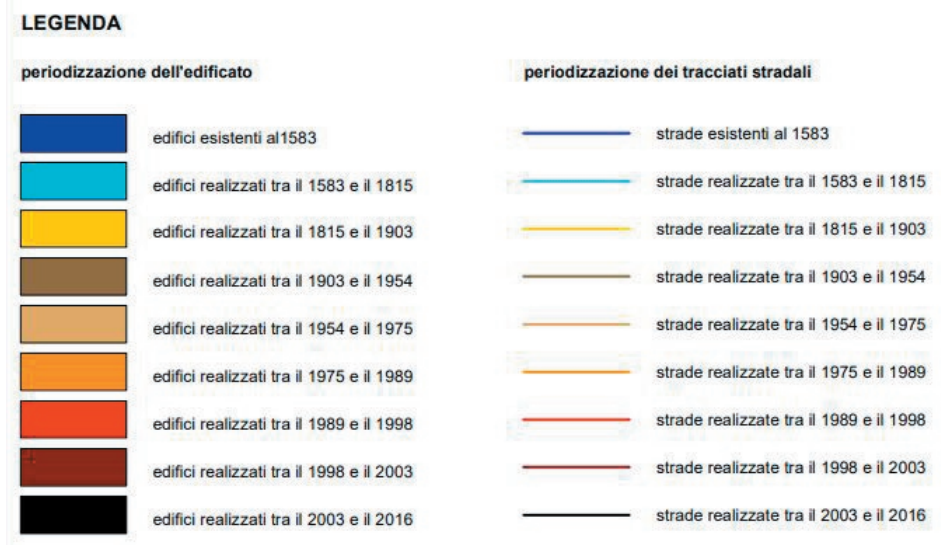 LEGENDA
periodizzazione dell'edificato
edifici esistenti al1583
edifici realizzati tra il 1583 e il 1815
edifici realizzati tra il 1815 e il 1903
edifici realizzati tra il 1903 e il 1954
edifici realizzati tra il 1954 e il 1975
edifici realizzati tra il 1975 e il 1989
edifici realizzati tra il 1989 e il 1998
edifici realizzati tra il 1998 e il 2003
edifici realizzati tra il 2003 e il 2016
periodizzazione dei tracciati stradali
strade esistenti al 1583
strade realizzate tra il 1583 e il 1815
strade realizzate tra il 1815 e il 1903
strade realizzate tra il 1903 e il 1954
strade realizzate tra il 1954 e il 1975
strade realizzate tra il 1975 e il 1989
strade realizzate tra il 1989 e il 1998
strade realizzate tra il 1998 e il 2003
strade realizzate tra il 2003 e il 2016